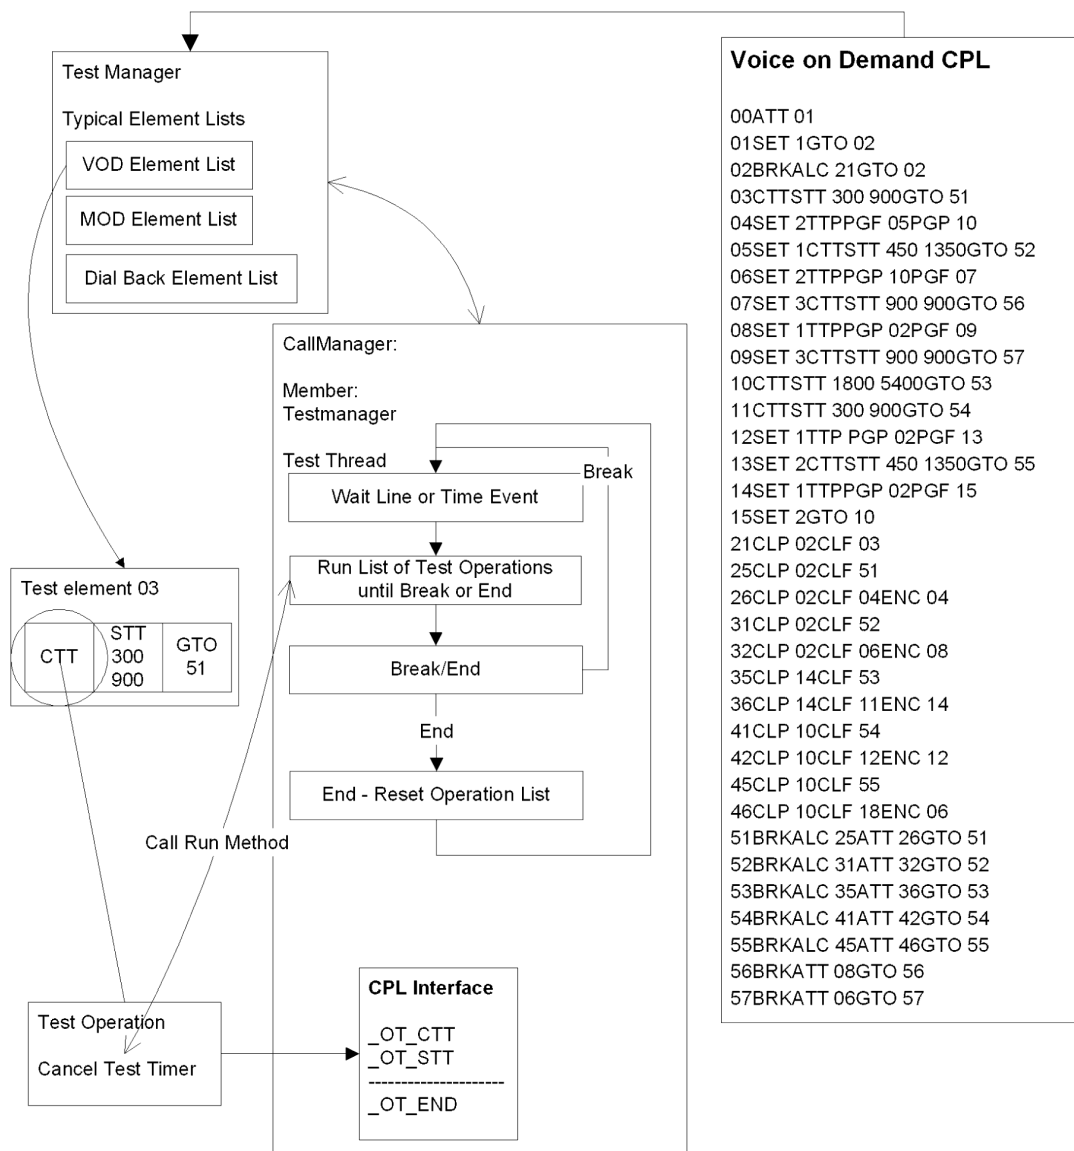 Test Manager
Typical Element Lists
VOD Element List
MOD Element List
Dial Back Element List
Voice on Demand CPL
00ATT 01
01SET 1GTO 02
02BRKALC 21GTO 02
03CTTSTT 300 900GTO 51
04SET 2TTPPGF 05PGP 10
05SET 1CTTSTT 450 1350GTO 52
06SET 2TTPPGP 10PGF 07
07SET 3CTTSTT 900 900GTO 56
08SET 1TTPPGP 02PGF 09
09SET 3CTTSTT 900 900GTO 57
10CTTSTT 1800 5400GTO 53
11CTTSTT 300 900GTO 54
12SET 1TTP PGP 02PGF 13
13SET 2CTTSTT 450 1350GTO 55
14SET 1TTPPGP 02PGF 15
15SET 2GTO 10
21CLP 02CLF 03
25CLP 02CLF 51
26CLP 02CLF 04ENC 04
31CLP 02CLF 52
32CLP 02CLF 06ENC 08
35CLP 14CLF 53
36CLP 14CLF 11ENC 14
41CLP 10CLF 54
42CLP 10CLF 12ENC 12
45CLP 10CLF 55
46CLP 10CLF 18ENC 06
51BRKALC 25ATT 26GTO 51
52BRKALC 31ATT 32GTO 52
53BRKALC 35ATT 36GTO 53
54BRKALC 41ATT 42GTO 54
55BRKALC 45ATT 46GTO 55
56BRKATT 08GTO 56
57BRKATT 06GTO 57
CallManager:
Member:
Testmanager
Test Thread
Break
Wait Line or Time Event
Run List of Test Operations
until Break or End
Break/End
End
End - Reset Operation List
Test element 03
CTT
STT
300
900
GTO
51
Call Run Method
Test Operation
Cancel Test Timer
CPL Interface
_OT_CTT
_OT_STT
---------------------
_OT_END